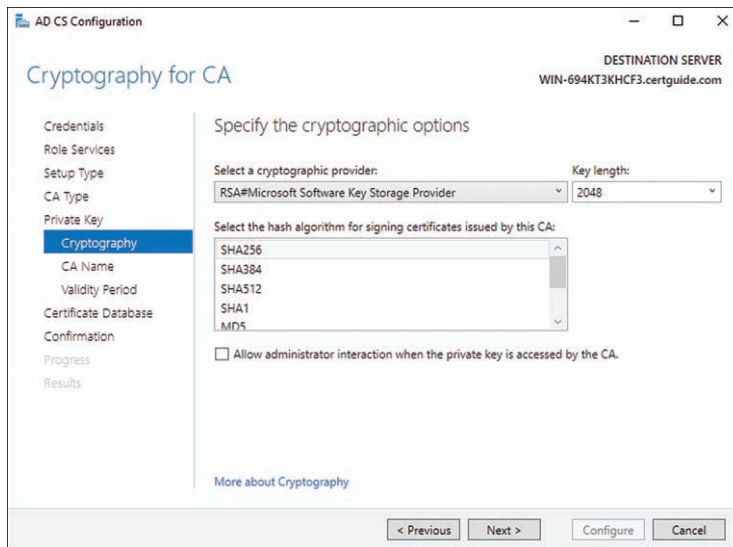 AD CS Configuration
DESTINATION SERVER
WIN-694KT3KHCF3.certguide.com
Cryptography for CA
Credentials
Role Services
Setup Type
CA Type
Private Key
Cryptography
CA Name
Validity Period
Certificate Database
Confirmation
Progress
Results
Specify the cryptographic options
Select a cryptographic provider:
Key length:
RSA#Microsoft Software Key Storage Provider
2048
Select the hash algorithm for signing certificates issued by this CA:
SHA256
SHA384
SHA512
SHA1
MD5
Allow administrator interaction when the private key is accessed by the CA.
More about Cryptography
< Previous
Next >
Configure
Cancel